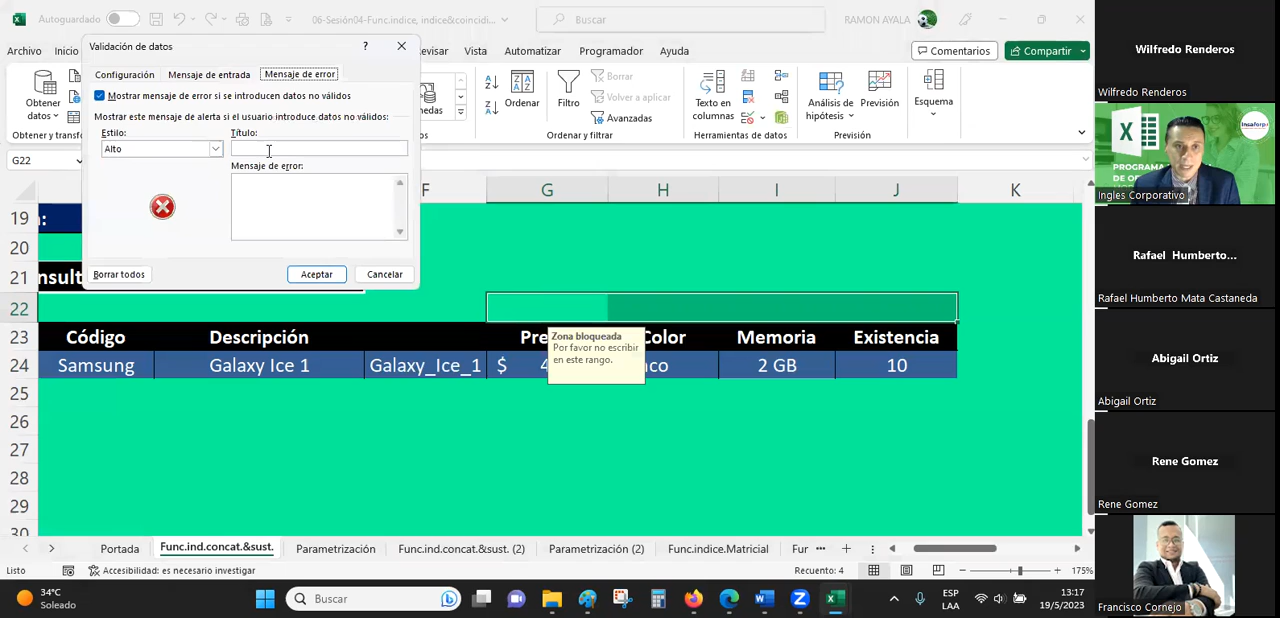 Autoguardado
06-Sesión04-Func.indice, indice&coincidi...
Buscar
RAMON AYALA
Validación de datos
?
Archivo
Inicio
evisar
Vista
Automatizar
Programador
Ayuda
Comentarios
Compartir
Configuración
Mensaje de entrada
Mensaje de error
Mostrar mensaje de error si se introducen datos no válidos
Mostrar este mensaje de alerta si el usuario introduce datos no válidos:
Estilo:
Título:
Alto
Mensaje de error:
Borrar todos
Aceptar
Cancelar
Obtener datos
Obtener y transfo
nedas
Ordenar
Filtro
Borrar
Volver a aplicar
Avanzadas
Ordenar y filtrar
Texto en columnas
Herramientas de datos
Análisis de hipótesis
Previsión
Previsión
Esquema
G22
F G H I J K
19
20
21
22
23 Código Descripción Pre Color Memoria Existencia
24 Samsung Galaxy Ice 1 Galaxy_Ice_1 $ 4 nco 2 GB 10
25
26
27
28
29
30
Zona bloqueada
Por favor no escribir
en este rango.
Portada
Func.ind.concat.&sust.
Parametrización
Func.ind.concat.&sust. (2)
Parametrización (2)
Func.indice.Matricial
Fur
...
Listo
Accesibilidad: es necesario investigar
Recuento: 4
175%
34°C
Soleado
Buscar
ESP
LAA
13:17
19/5/2023
Wilfredo Renderos
Wilfredo Renderos
PROGRAMA
DE O
Insaforp
Ingles Corporativo
Rafael Humberto...
Rafael Humberto Mata Castaneda
Abigail Ortiz
Abigail Ortiz
Rene Gomez
Rene Gomez
Francisco Cornejo